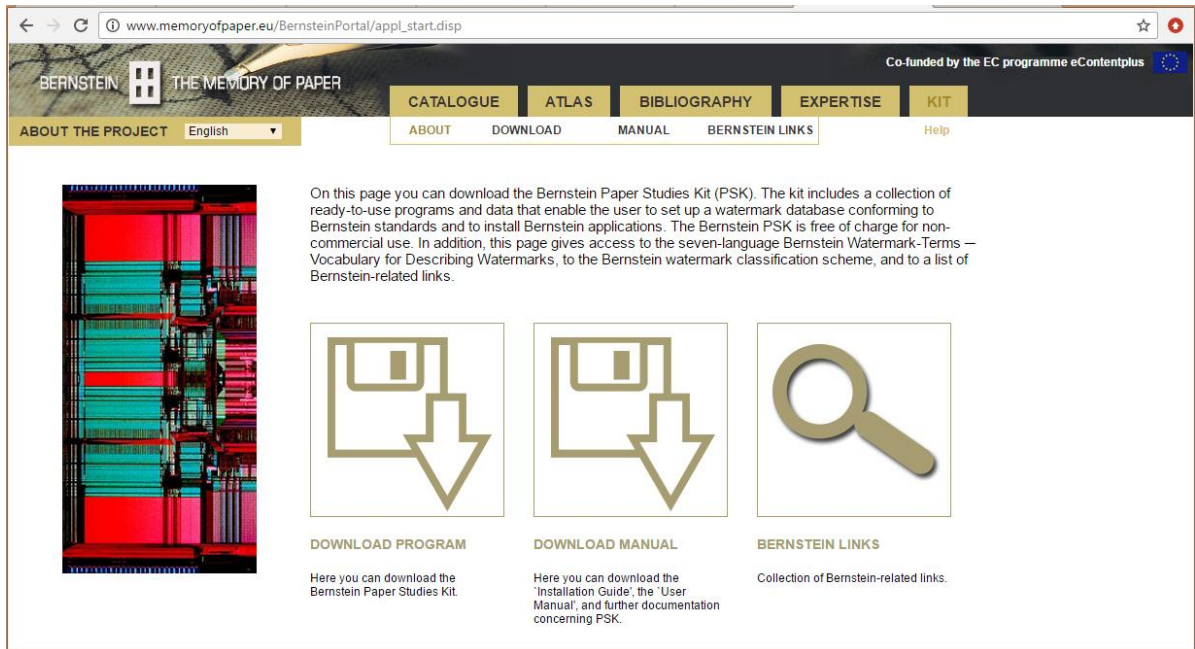 www.memoryofpaper.eu/BernsteinPortal/appl_start.disp
Co-funded by the EC programme eContentplus
BERNSTEIN THE MEMORY OF PAPER
CATALOGUE ATLAS BIBLIOGRAPHY EXPERTISE KIT
ABOUT THE PROJECT English ABOUT DOWNLOAD MANUAL BERNSTEIN LINKS Help
On this page you can download the Bernstein Paper Studies Kit (PSK). The kit includes a collection of
ready-to-use programs and data that enable the user to set up a watermark database conforming to
Bernstein standards and to install Bernstein applications. The Bernstein PSK is free of charge for non-
commercial use. In addition, this page gives access to the seven-language Bernstein Watermark-Terms —
Vocabulary for Describing Watermarks, to the Bernstein watermark classification scheme, and to a list of
Bernstein-related links.
DOWNLOAD PROGRAM
Here you can download the
Bernstein Paper Studies Kit.
DOWNLOAD MANUAL
Here you can download the
`Installation Guide', the `User
Manual', and further documentation
concerning PSK.
BERNSTEIN LINKS
Collection of Bernstein-related links.